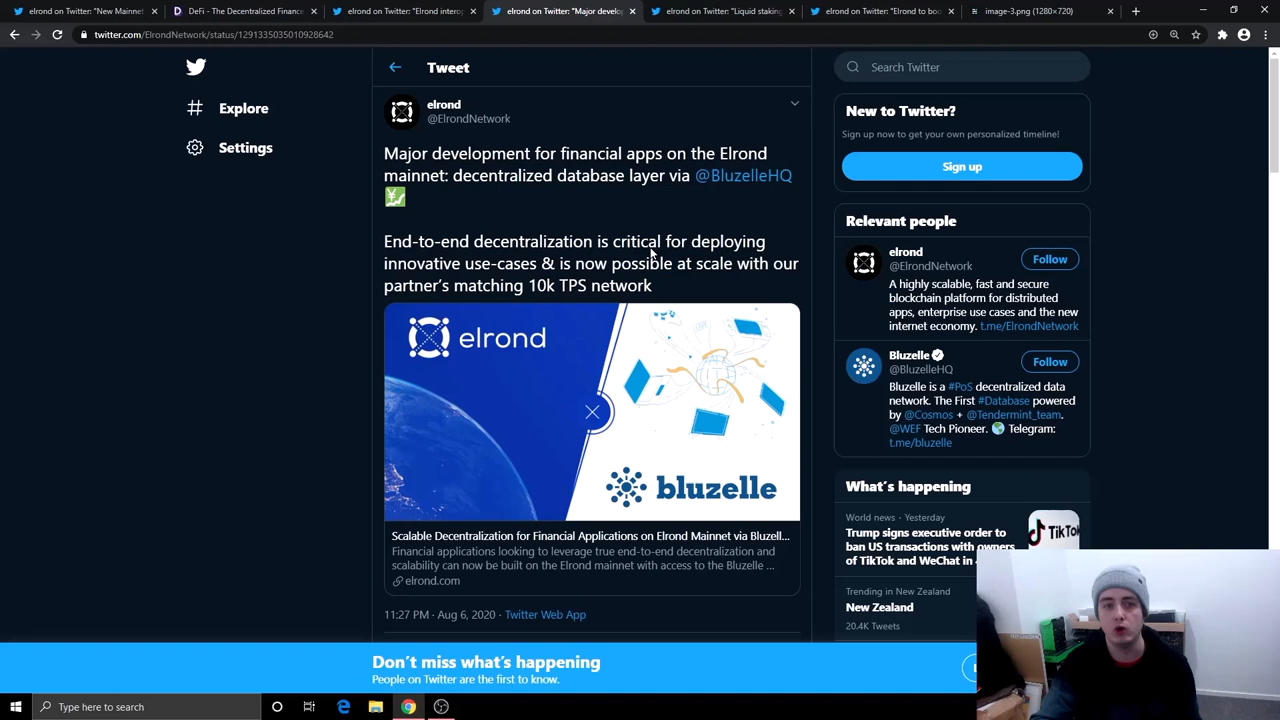 elrond on Twitter: "New Mainnet
DeFi - The Decentralized Finance
elrond on Twitter: "Elrond interop
elrond on Twitter: "Major develop
elrond on Twitter: "Liquid staking
elrond on Twitter: "Elrond to boo
image-3.png (1280×720)
twitter.com/ElrondNetwork/status/1291335035010928642
Explore
Settings
Tweet
elrond
@ElrondNetwork
Major development for financial apps on the Elrond
mainnet: decentralized database layer via @BluzelleHQ
End-to-end decentralization is critical for deploying
innovative use-cases & is now possible at scale with our
partner's matching 10k TPS network
elrond
bluzelle
Scalable Decentralization for Financial Applications on Elrond Mainnet via Bluzell...
Financial applications looking to leverage true end-to-end decentralization and
scalability can now be built on the Elrond mainnet with access to the Bluzelle ...
elrond.com
11:27 PM · Aug 6, 2020 · Twitter Web App
Search Twitter
New to Twitter?
Sign up now to get your own personalized timeline!
Sign up
Relevant people
elrond
@ElrondNetwork
Follow
A highly scalable, fast and secure
blockchain platform for distributed
apps, enterprise use cases and the new
internet economy. t.me/ElrondNetwork
Bluzelle
@BluzelleHQ
Follow
Bluzelle is a #PoS decentralized data
network. The First #Database powered
by @Cosmos + @Tendermint_team.
@WEF Tech Pioneer. Telegram:
t.me/bluzelle
What's happening
World news · Yesterday
Trump signs executive order to
ban US transactions with owners
of TikTok and WeChat in
TikTok
Trending in New Zealand
New Zealand
20.4K Tweets
Don't miss what's happening
People on Twitter are the first to know.
Type here to search